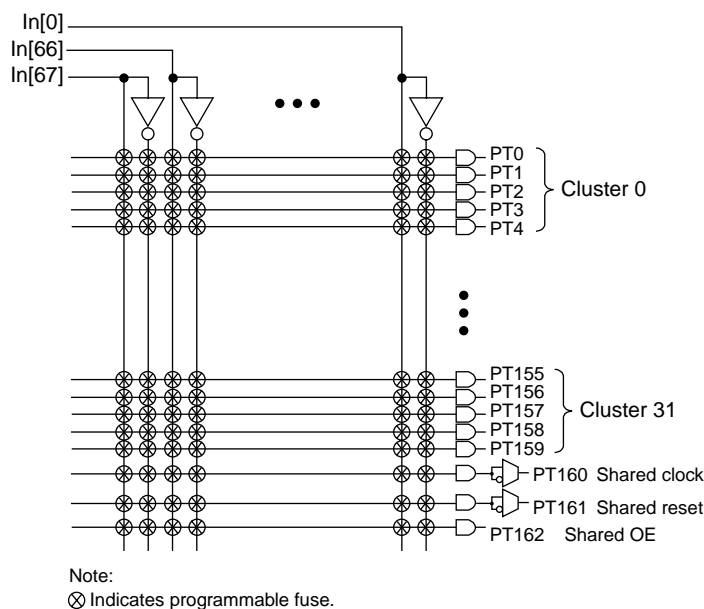 In[0]
In[66]
In[67]
PT0
PT1
PT2
PT3
PT4
Cluster 0
PT155
PT156
PT157
PT158
PT159
Cluster 31
PT160 Shared clock
PT161 Shared reset
PT162 Shared OE
Note:
Indicates programmable fuse.